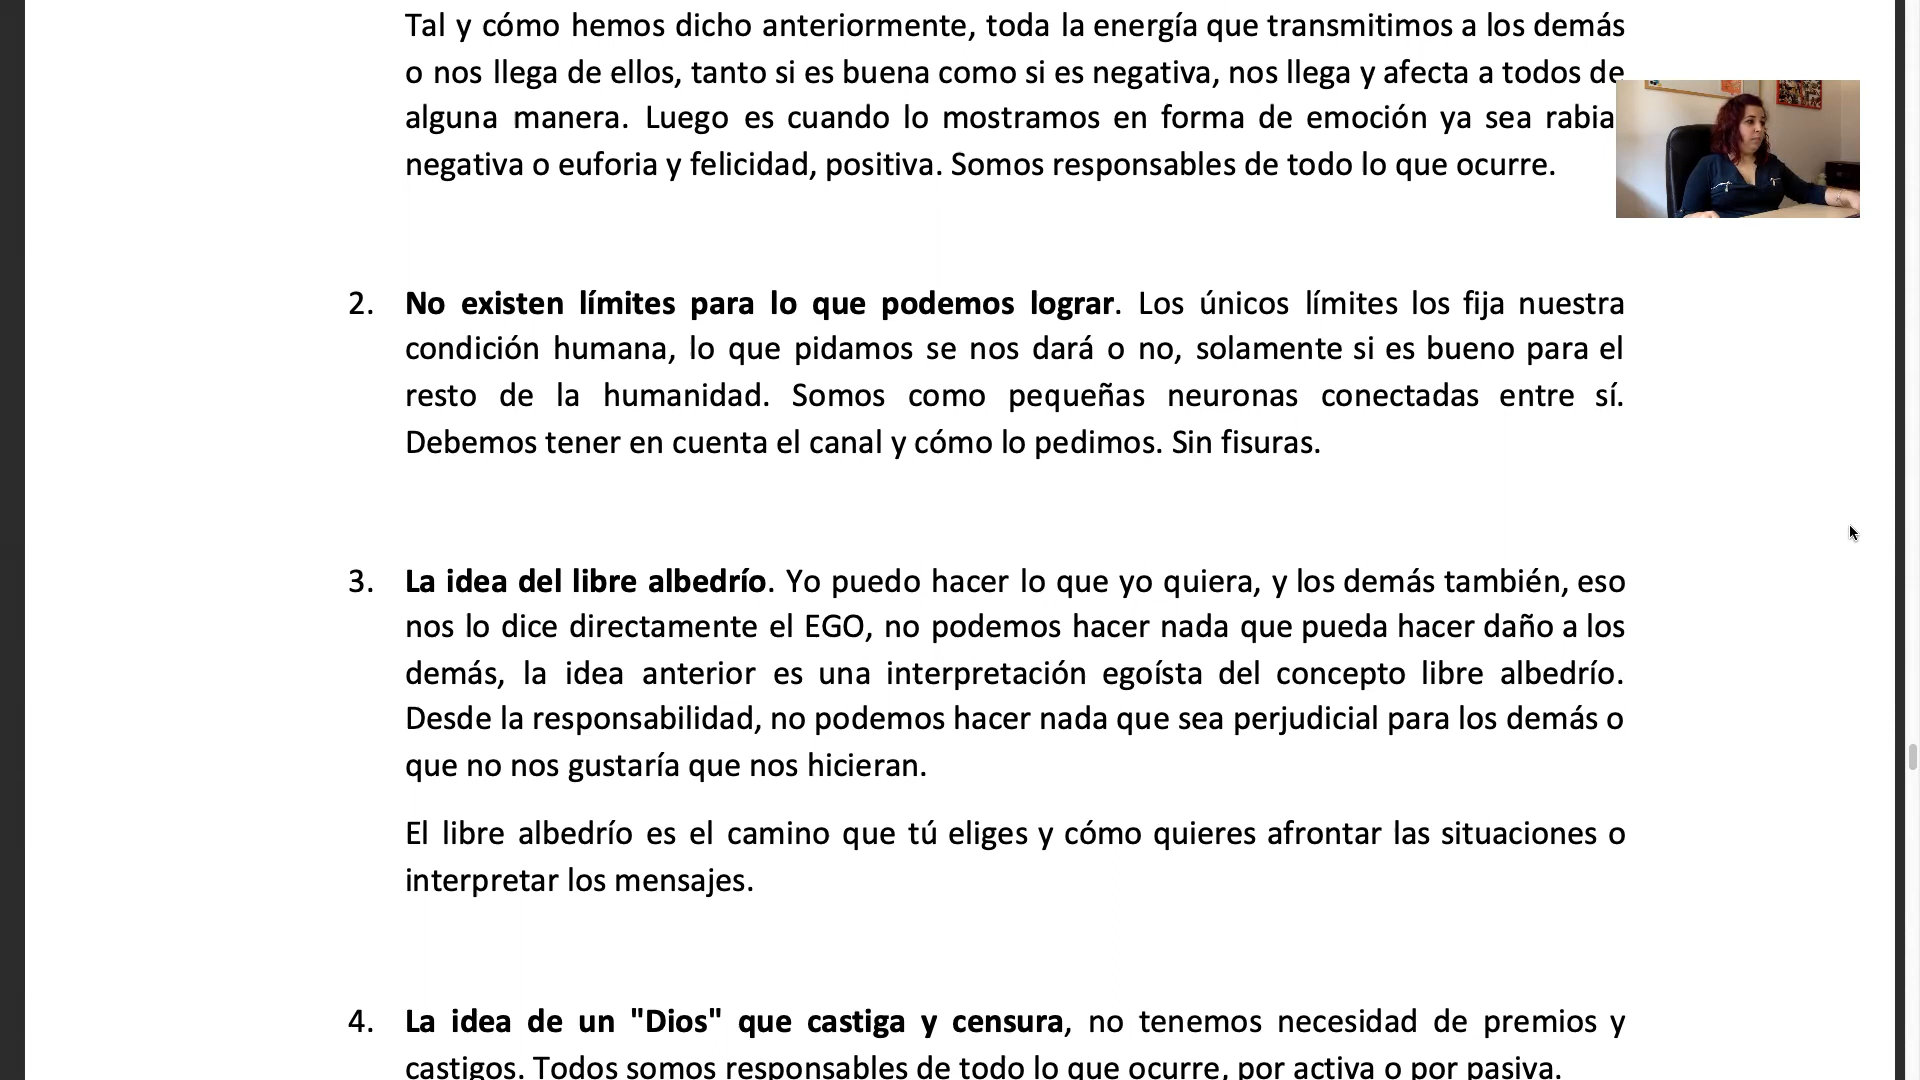 Tal y cómo hemos dicho anteriormente, toda la energía que transmitimos a los demás
o nos llega de ellos, tanto si es buena como si es negativa, nos llega y afecta a todos de
alguna manera. Luego es cuando lo mostramos en forma de emoción ya sea rabia
negativa o euforia y felicidad, positiva. Somos responsables de todo lo que ocurre.
2. No existen límites para lo que podemos lograr. Los únicos límites los fija nuestra
condición humana, lo que pidamos se nos dará o no, solamente si es bueno para el
resto de la humanidad. Somos como pequeñas neuronas conectadas entre sí.
Debemos tener en cuenta el canal y cómo lo pedimos. Sin fisuras.
3. La idea del libre albedrío. Yo puedo hacer lo que yo quiera, y los demás también, eso
nos lo dice directamente el EGO, no podemos hacer nada que pueda hacer daño a los
demás, la idea anterior es una interpretación egoísta del concepto libre albedrío.
Desde la responsabilidad, no podemos hacer nada que sea perjudicial para los demás o
que no nos gustaría que nos hicieran.
El libre albedrío es el camino que tú eliges y cómo quieres afrontar las situaciones o
interpretar los mensajes.
4. La idea de un "Dios" que castiga y censura, no tenemos necesidad de premios y
castigos. Todos somos responsables de todo lo que ocurre, por activa o por pasiva.